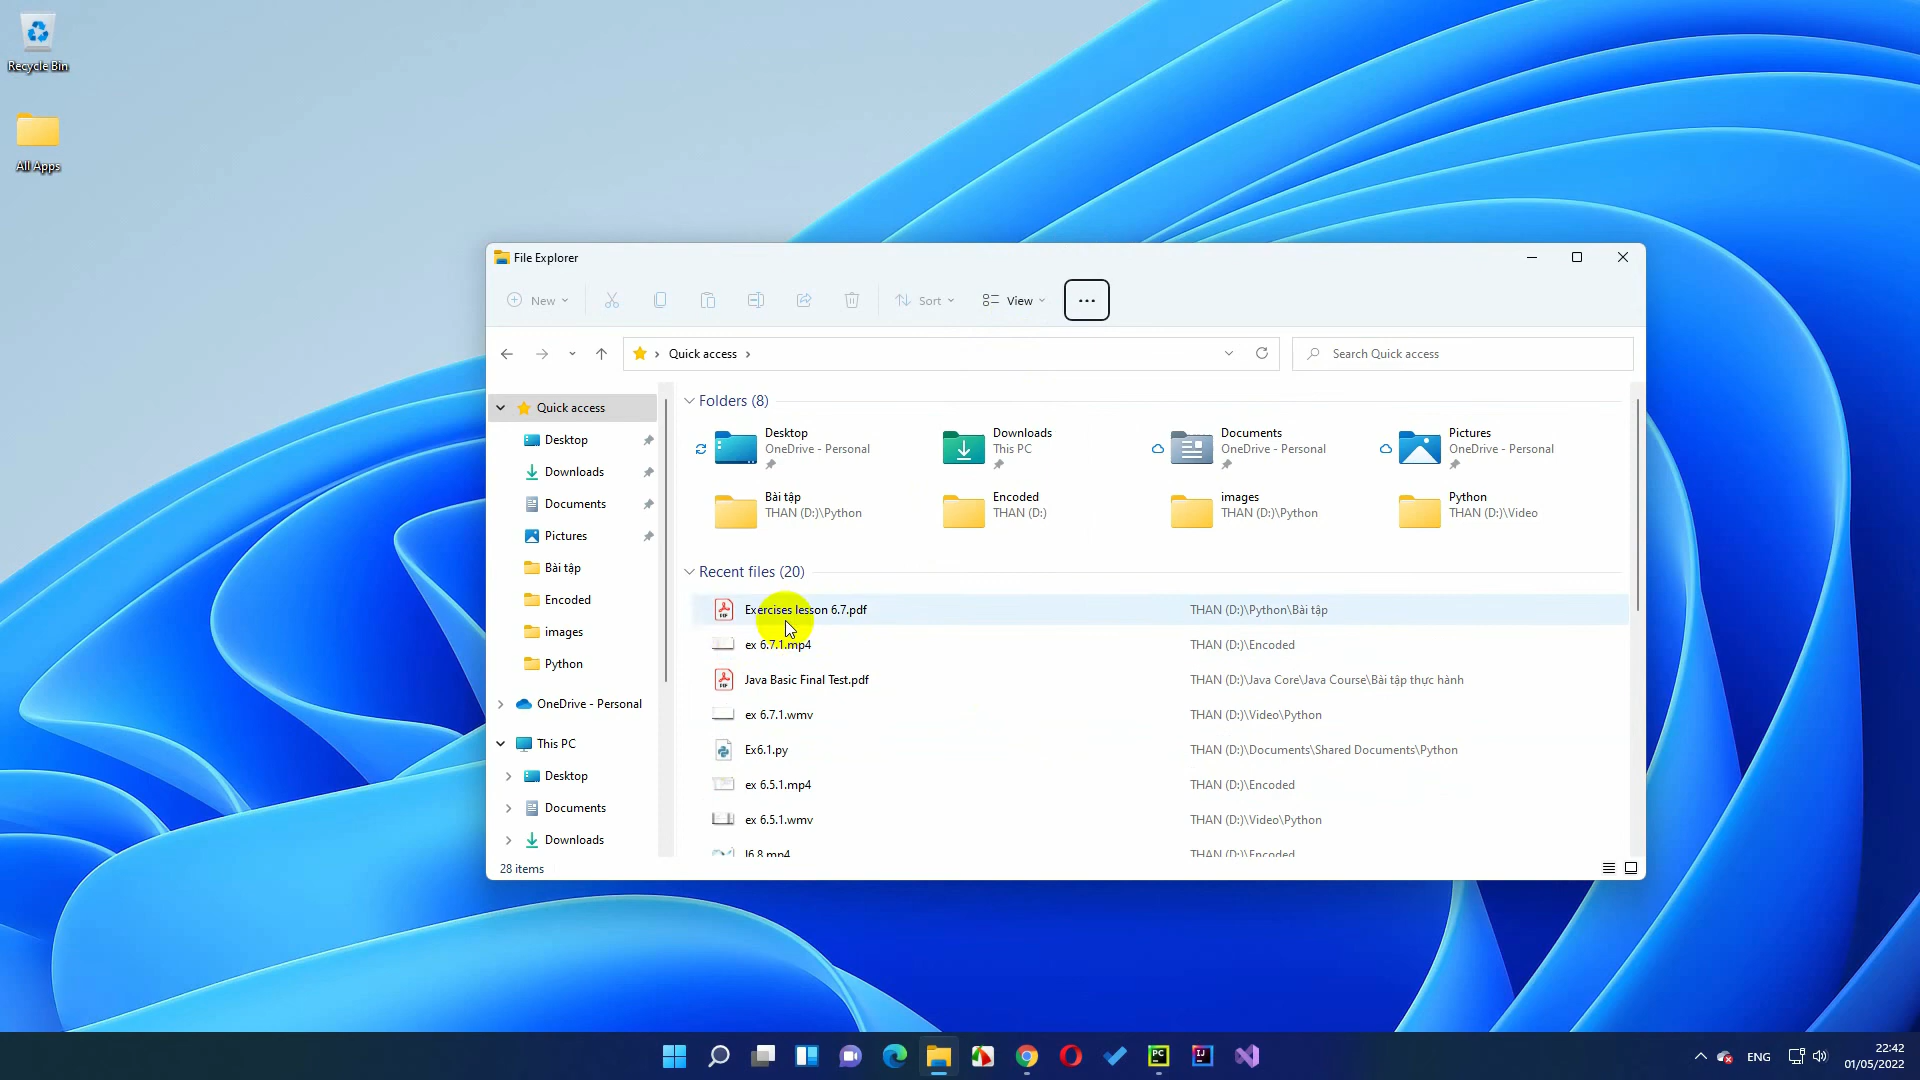 Recycle Bin
All Apps
File Explorer
New
Sort
View
Quick access
Search Quick access
Quick access
Desktop
Downloads
Documents
Pictures
Bài tập
Encoded
images
Python
OneDrive - Personal
This PC
Desktop
Documents
Downloads
Folders (8)
Desktop
OneDrive - Personal
Downloads
This PC
Documents
OneDrive - Personal
Pictures
OneDrive - Personal
Bài tập
THAN (D:)\Python
Encoded
THAN (D:)
images
THAN (D:)\Python
Python
THAN (D:)\Video
Recent files (20)
Exercises lesson 6.7.pdf THAN (D:)\Python\Bài tập
ex 6.7.1.mp4 THAN (D:)\Encoded
Java Basic Final Test.pdf THAN (D:)\Java Core\Java Course\Bài tập thực hành
ex 6.7.1.wmv THAN (D:)\Video\Python
Ex6.1.py THAN (D:)\Documents\Shared Documents\Python
ex 6.5.1.mp4 THAN (D:)\Encoded
ex 6.5.1.wmv THAN (D:)\Video\Python
THAN (D:)\Encoded
28 items
PC
IJ
ENG
22:42
01/05/2022